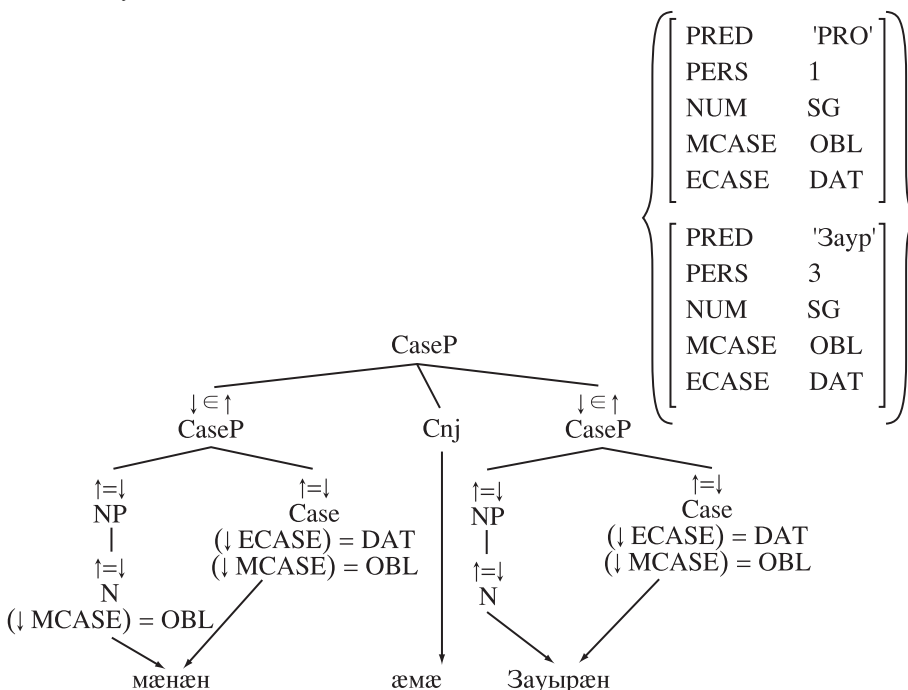 PRED 'PRO'
PERS 1
NUM SG
MCASE OBL
ECASE DAT
PRED 'Заур'
PERS 3
NUM SG
MCASE OBL
ECASE DAT
CaseP
↓∈↑ ↓∈↑
CaseP Cnj CaseP
↑=↓ ↑=↓ ↑=↓ ↑=↓
NP Case NP Case
(↓ ECASE) = DAT (↓ ECASE) = DAT
(↓ MCASE) = OBL (↓ MCASE) = OBL
↑=↓ ↑=↓
N N
(↓ MCASE) = OBL
мæнæн æмæ Зауырæн